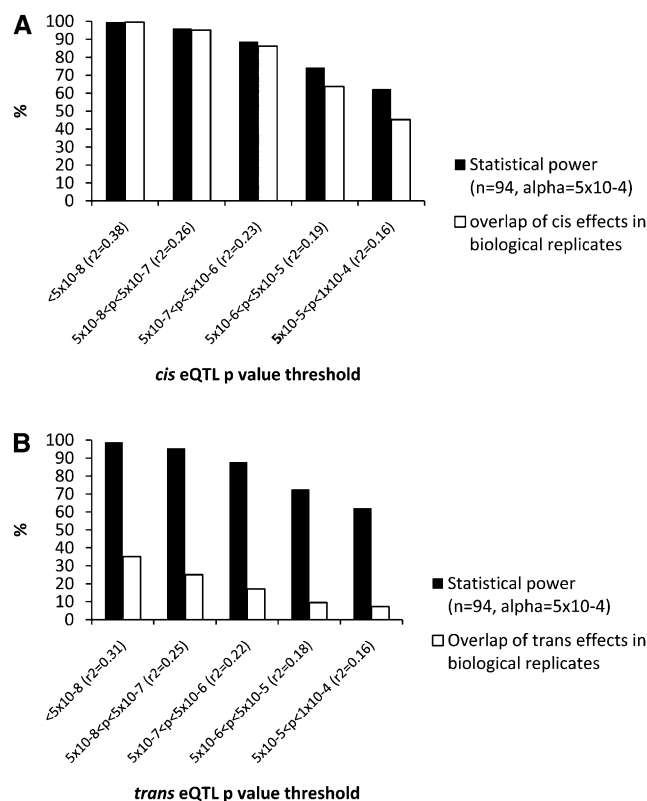 A
100
90
80
70
60
50
40
30
20
10
0
%
<5x10-8 (r2=0.38)
5x10-8<p<5x10-7 (r2=0.26)
5x10-7<p<5x10-6 (r2=0.23)
5x10-6<p<5x10-5 (r2=0.19)
5x10-5<p<1x10-4 (r2=0.16)
cis eQTL p value threshold
Statistical power
(n=94, alpha=5x10-4)
overlap of cis effects in
biological replicates
B
100
90
80
70
60
50
40
30
20
10
0
%
<5x10-8 (r2=0.31)
5x10-8<p<5x10-7 (r2=0.25)
5x10-7<p<5x10-6 (r2=0.22)
5x10-6<p<5x10-5 (r2=0.18)
5x10-5<p<1x10-4 (r2=0.16)
trans eQTL p value threshold
Statistical power
(n=94, alpha=5x10-4)
Overlap of trans effects in
biological replicates